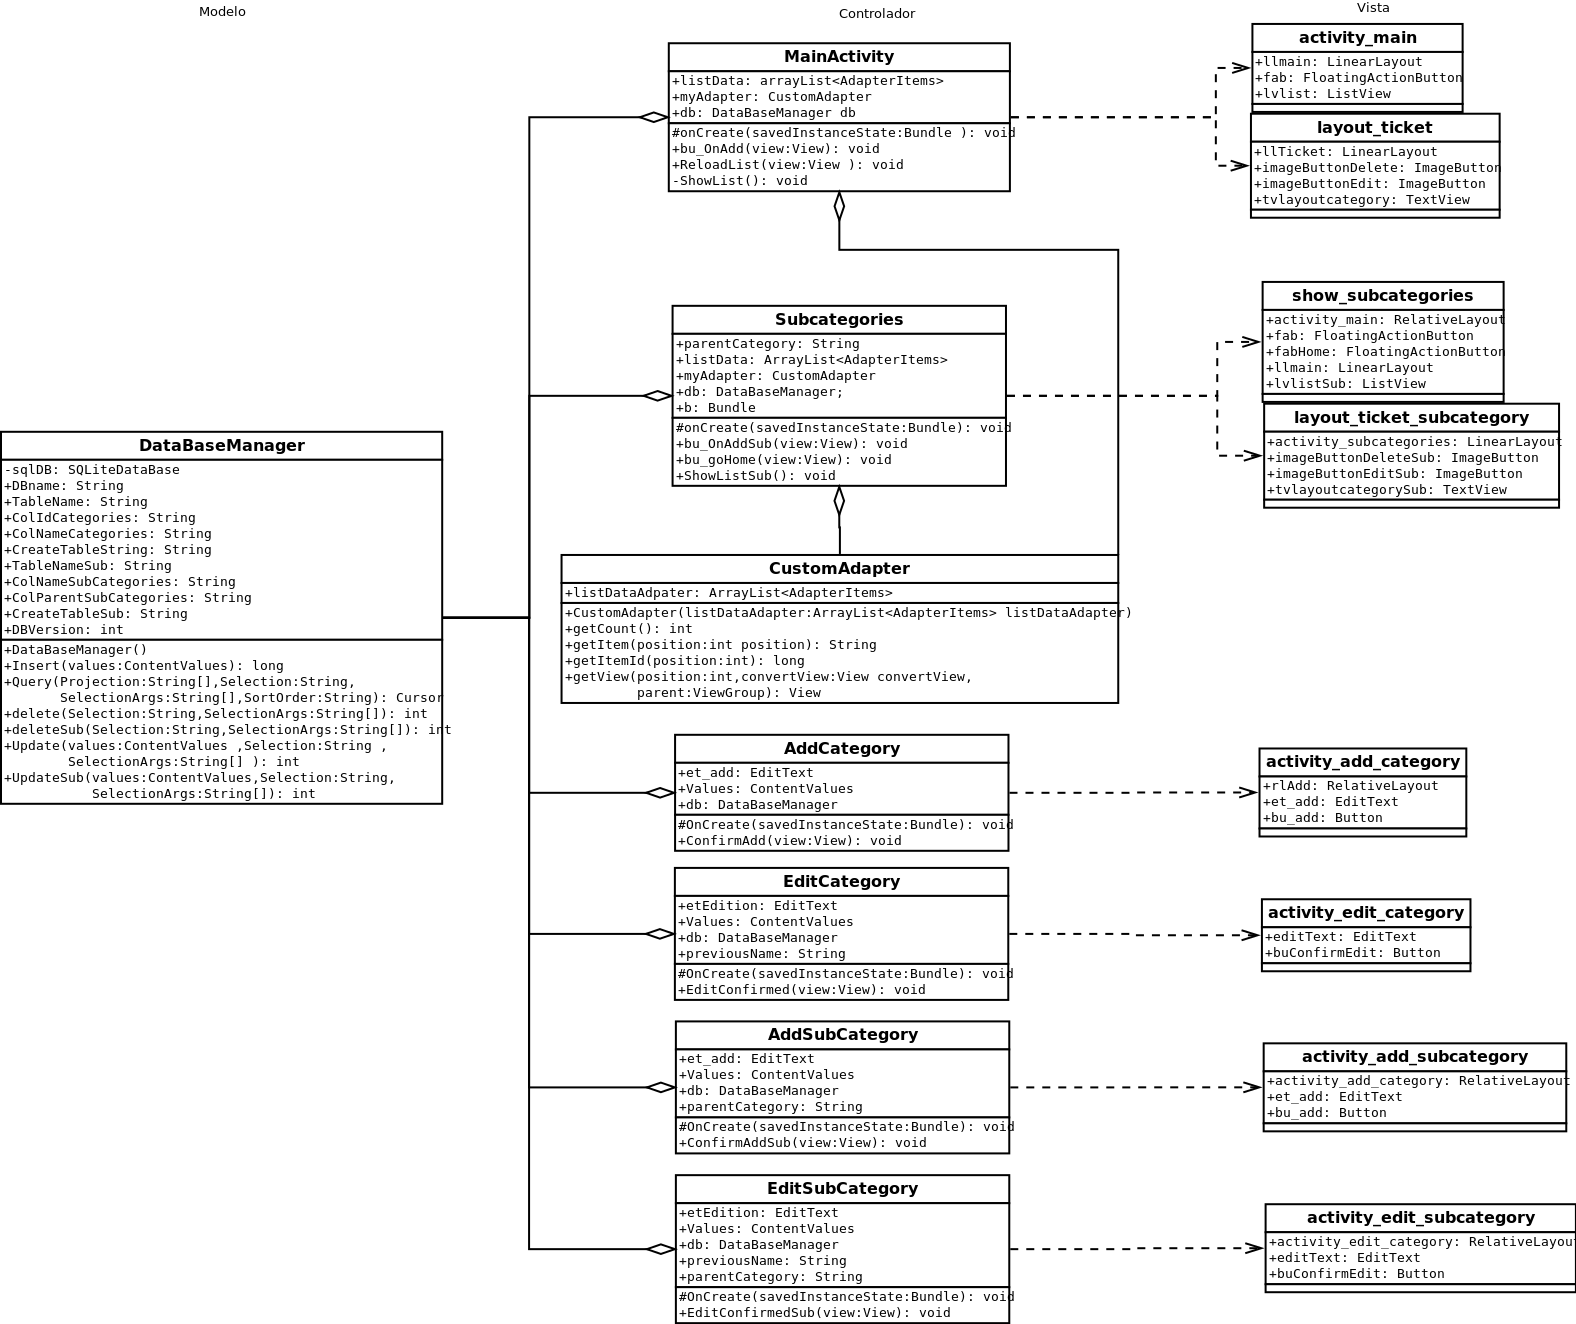 Modelo
Controlador
Vista
MainActivity
+listData: arrayList<AdapterItems>
+myAdapter: CustomAdapter
+db: DataBaseManager db
#onCreate(savedInstanceState:Bundle ): void
+bu_OnAdd(view:View): void
+ReloadList(view:View ): void
-ShowList(): void
activity_main
+llmain: LinearLayout
+fab: FloatingActionButton
+lvlist: ListView
layout_ticket
+llTicket: LinearLayout
+imageButtonDelete: ImageButton
+imageButtonEdit: ImageButton
+tvlayoutcategory: TextView
Subcategories
+parentCategory: String
+listData: ArrayList<AdapterItems>
+myAdapter: CustomAdapter
+db: DataBaseManager;
+b: Bundle
#onCreate(savedInstanceState:Bundle): void
+bu_OnAddSub(view:View): void
+bu_goHome(view:View): void
+ShowListSub(): void
show_subcategories
+activity_main: RelativeLayout
+fab: FloatingActionButton
+fabHome: FloatingActionButton
+llmain: LinearLayout
+lvlistSub: ListView
layout_ticket_subcategory
+activity_subcategories: LinearLayout
+imageButtonDeleteSub: ImageButton
+imageButtonEditSub: ImageButton
+tvlayoutcategorySub: TextView
DataBaseManager
-sqlDB: SQLiteDataBase
+DBname: String
+TableName: String
+ColIdCategories: String
+ColNameCategories: String
+CreateTableString: String
+TableNameSub: String
+ColNameSubCategories: String
+ColParentSubCategories: String
+CreateTableSub: String
+DBVersion: int
+DataBaseManager()
+Insert(values:ContentValues): long
+Query(Projection:String[],Selection:String,
SelectionArgs:String[],SortOrder:String): Cursor
+delete(Selection:String,SelectionArgs:String[]): int
+deleteSub(Selection:String,SelectionArgs:String[]): int
+Update(values:ContentValues ,Selection:String ,
SelectionArgs:String[] ): int
+UpdateSub(values:ContentValues,Selection:String,
SelectionArgs:String[]): int
CustomAdapter
+listDataAdpater: ArrayList<AdapterItems>
+CustomAdapter(listDataAdapter:ArrayList<AdapterItems> listDataAdapter)
+getCount(): int
+getItem(position:int position): String
+getItemId(position:int): long
+getView(position:int,convertView:View convertView,
parent:ViewGroup): View
AddCategory
+et_add: EditText
+Values: ContentValues
+db: DataBaseManager
#OnCreate(savedInstanceState:Bundle): void
+ConfirmAdd(view:View): void
activity_add_category
+rlAdd: RelativeLayout
+et_add: EditText
+bu_add: Button
EditCategory
+etEdition: EditText
+Values: ContentValues
+db: DataBaseManager
+previousName: String
#OnCreate(savedInstanceState:Bundle): void
+EditConfirmed(view:View): void
activity_edit_category
+editText: EditText
+buConfirmEdit: Button
AddSubCategory
+et_add: EditText
+Values: ContentValues
+db: DataBaseManager
+parentCategory: String
#OnCreate(savedInstanceState:Bundle): void
+ConfirmAddSub(view:View): void
activity_add_subcategory
+activity_add_category: RelativeLayout
+et_add: EditText
+bu_add: Button
EditSubCategory
+etEdition: EditText
+Values: ContentValues
+db: DataBaseManager
+previousName: String
+parentCategory: String
#OnCreate(savedInstanceState:Bundle): void
+EditConfirmedSub(view:View): void
activity_edit_subcategory
+activity_edit_category: RelativeLayout
+editText: EditText
+buConfirmEdit: Button